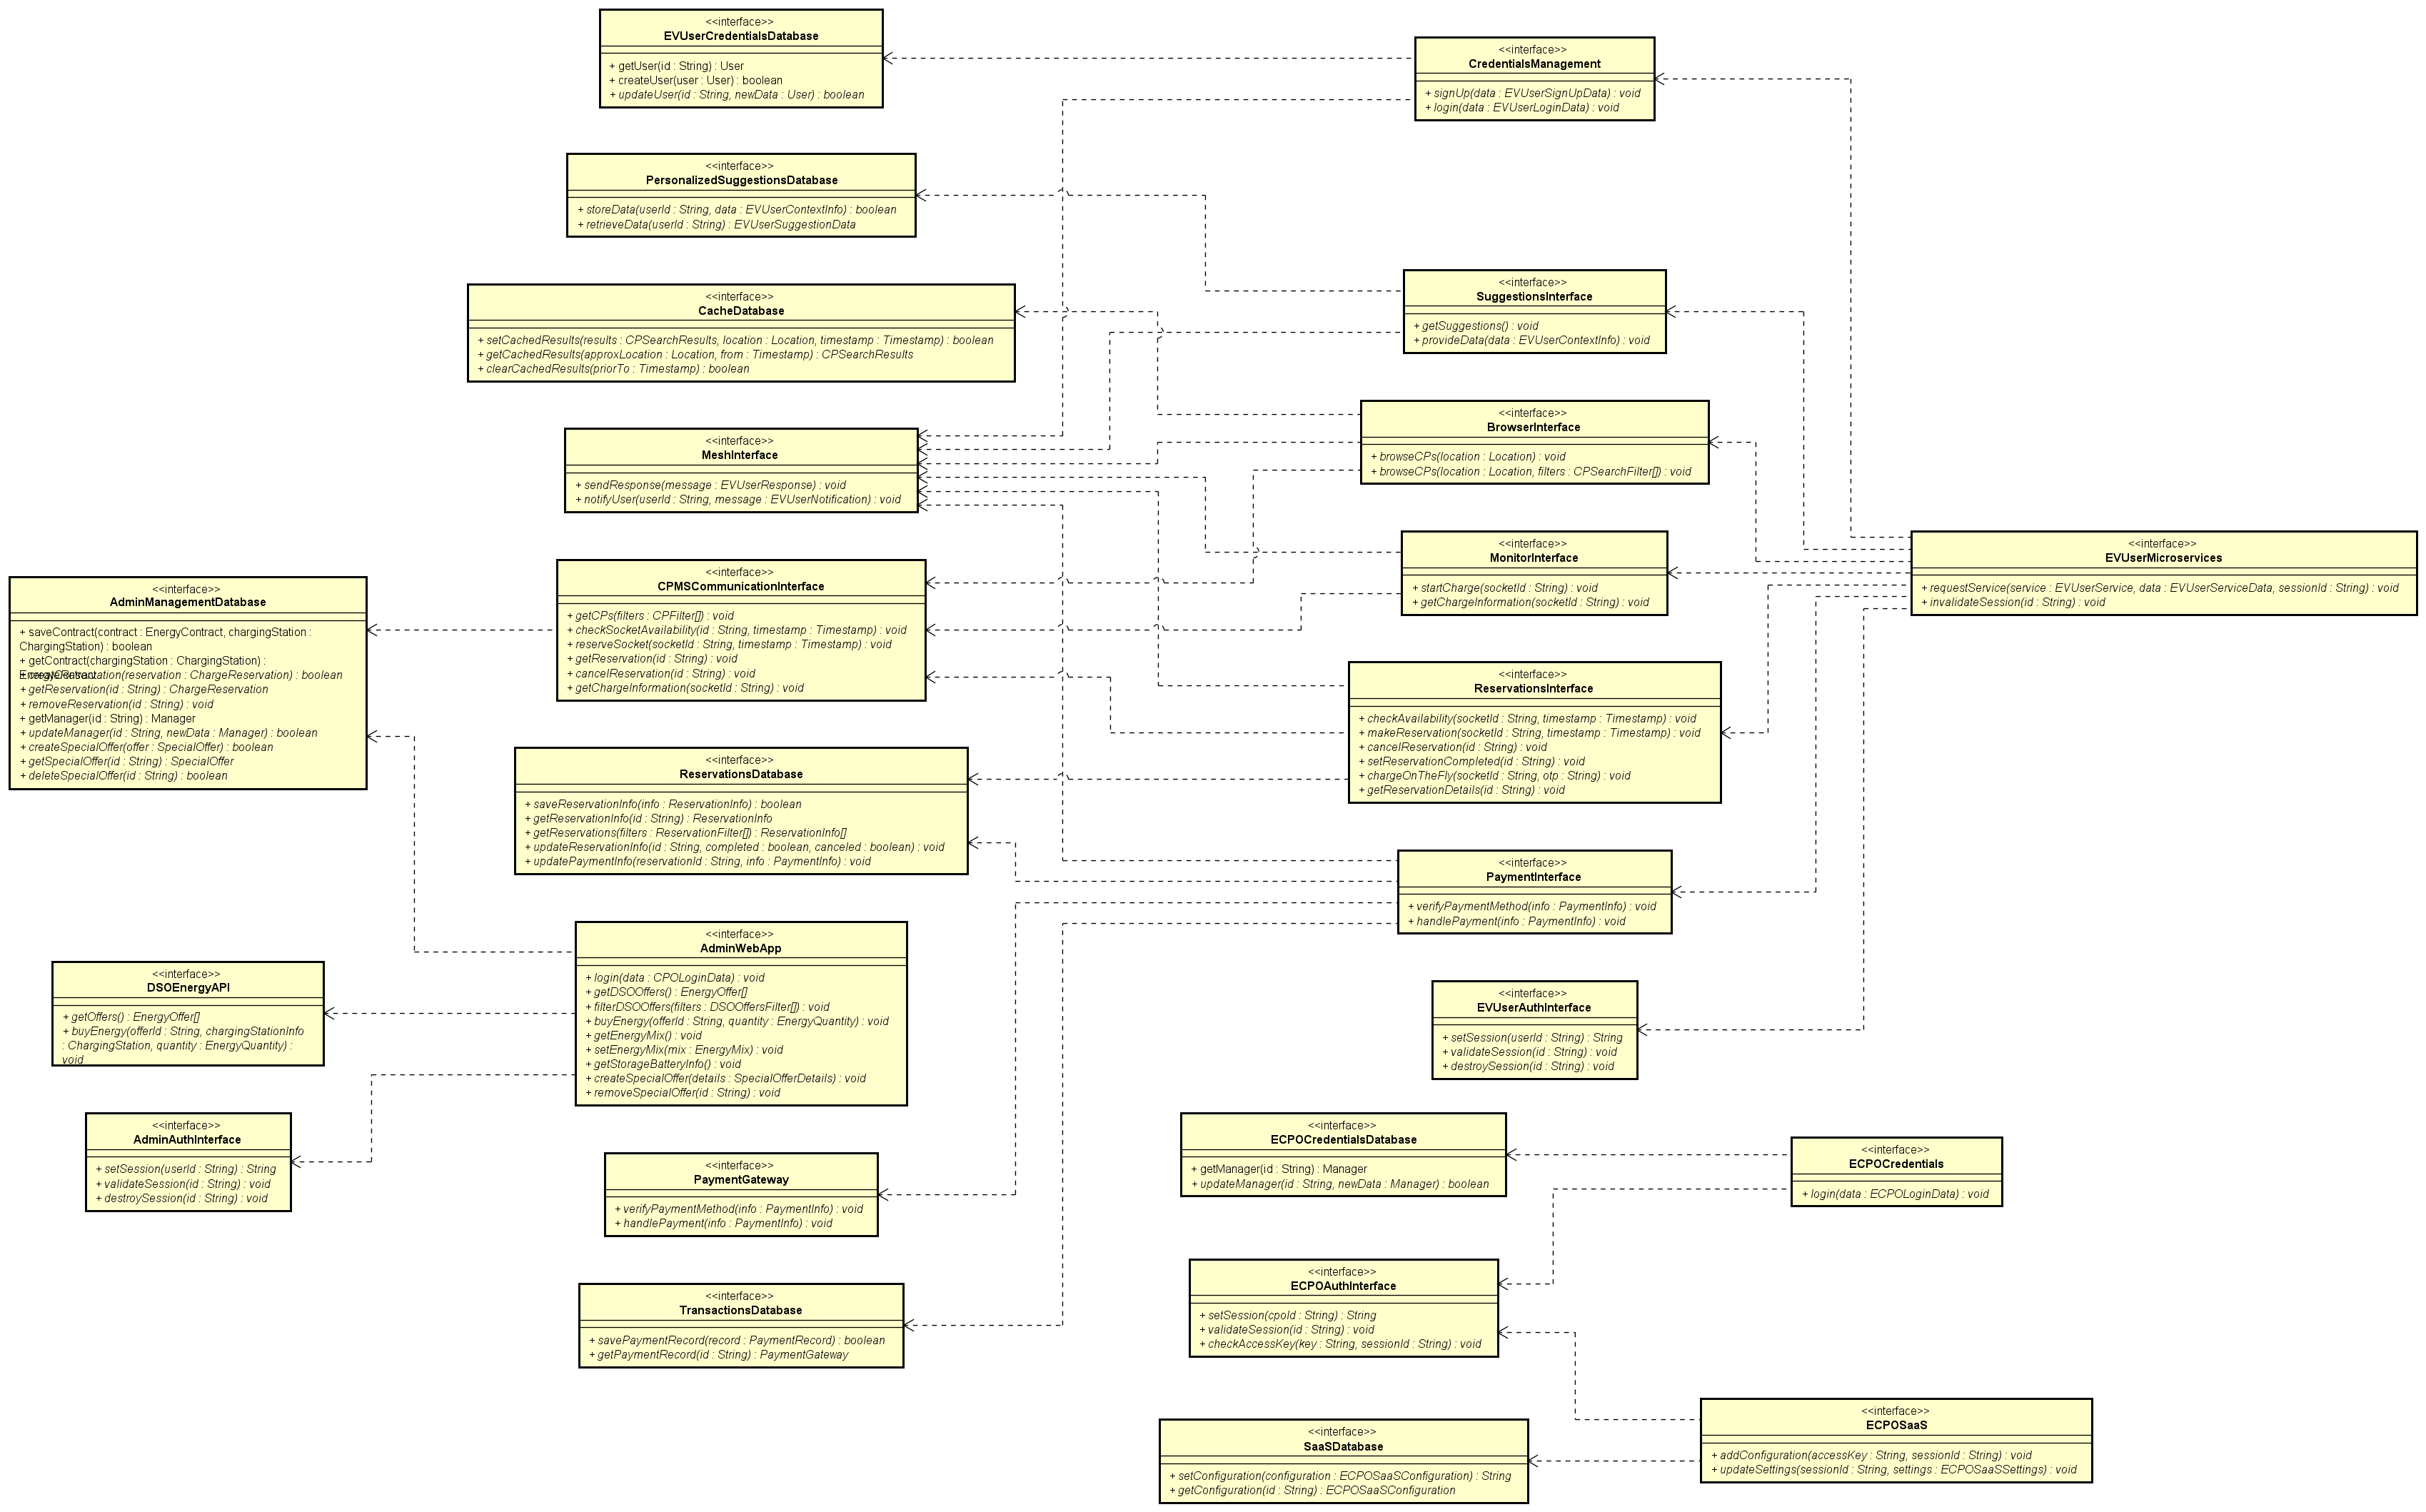 <<interface>>
EVUserCredentialsDatabase
+ getUser(id : String) : User
+ createUser(user : User) : boolean
+ updateUser(id : String, newData : User) : boolean
<<interface>>
CredentialsManagement
+ signUp(data : EVUserSignUpData) : void
+ login(data : EVUserLoginData) : void
<<interface>>
PersonalizedSuggestionsDatabase
+ storeData(userId : String, data : EVUserContextInfo) : boolean
+ retrieveData(userId : String) : EVUserSuggestionData
<<interface>>
SuggestionsInterface
+ getSuggestions() : void
+ provideData(data : EVUserContextInfo) : void
<<interface>>
CacheDatabase
+ setCachedResults(results : CPSearchResults, location : Location, timestamp : Timestamp) : boolean
+ getCachedResults(approxLocation : Location, from : Timestamp) : CPSearchResults
+ clearCachedResults(priorTo : Timestamp) : boolean
<<interface>>
BrowserInterface
+ browseCPs(location : Location) : void
+ browseCPs(location : Location, filters : CPSearchFilter[]) : void
<<interface>>
MeshInterface
+ sendResponse(message : EVUserResponse) : void
+ notifyUser(userId : String, message : EVUserNotification) : void
<<interface>>
MonitorInterface
+ startCharge(socketId : String) : void
+ getChargeInformation(socketId : String) : void
<<interface>>
EVUserMicroservices
+ requestService(service : EVUserService, data : EVUserServiceData, sessionId : String) : void
+ invalidateSession(id : String) : void
<<interface>>
CPMSCommunicationInterface
+ getCPs(filters : CPFilter[]) : void
+ checkSocketAvailability(id : String, timestamp : Timestamp) : void
+ reserveSocket(socketId : String, timestamp : Timestamp) : void
+ getReservation(id : String) : void
+ cancelReservation(id : String) : void
+ getChargeInformation(socketId : String) : void
<<interface>>
AdminManagementDatabase
+ saveContract(contract : EnergyContract, chargingStation :
ChargingStation) : boolean
+ getContract(chargingStation : ChargingStation) :
EnergyContract
+ createReservation(reservation : ChargeReservation) : boolean
+ getReservation(id : String) : ChargeReservation
+ removeReservation(id : String) : void
+ getManager(id : String) : Manager
+ updateManager(id : String, newData : Manager) : boolean
+ createSpecialOffer(offer : SpecialOffer) : boolean
+ getSpecialOffer(id : String) : SpecialOffer
+ deleteSpecialOffer(id : String) : boolean
<<interface>>
ReservationsInterface
+ checkAvailability(socketId : String, timestamp : Timestamp) : void
+ makeReservation(socketId : String, timestamp : Timestamp) : void
+ cancelReservation(id : String) : void
+ setReservationCompleted(id : String) : void
+ chargeOnTheFly(socketId : String, otp : String) : void
+ getReservationDetails(id : String) : void
<<interface>>
ReservationsDatabase
+ saveReservationInfo(info : ReservationInfo) : boolean
+ getReservationInfo(id : String) : ReservationInfo
+ getReservations(filters : ReservationFilter[]) : ReservationInfo[]
+ updateReservationInfo(id : String, completed : boolean, canceled : boolean) : void
+ updatePaymentInfo(reservationId : String, info : PaymentInfo) : void
<<interface>>
PaymentInterface
+ verifyPaymentMethod(info : PaymentInfo) : void
+ handlePayment(info : PaymentInfo) : void
<<interface>>
AdminWebApp
+ login(data : CPOLoginData) : void
+ getDSOOffers() : EnergyOffer[]
+ filterDSOOffers(filters : DSOOffersFilter[]) : void
+ buyEnergy(offerId : String, quantity : EnergyQuantity) : void
+ getEnergyMix() : void
+ setEnergyMix(mix : EnergyMix) : void
+ getStorageBatteryInfo() : void
+ createSpecialOffer(details : SpecialOfferDetails) : void
+ removeSpecialOffer(id : String) : void
<<interface>>
DSOEnergyAPI
+ getOffers() : EnergyOffer[]
+ buyEnergy(offerId : String, chargingStationInfo
: ChargingStation, quantity : EnergyQuantity) :
void
<<interface>>
EVUserAuthInterface
+ setSession(userId : String) : String
+ validateSession(id : String) : void
+ destroySession(id : String) : void
<<interface>>
AdminAuthInterface
+ setSession(userId : String) : String
+ validateSession(id : String) : void
+ destroySession(id : String) : void
<<interface>>
PaymentGateway
+ verifyPaymentMethod(info : PaymentInfo) : void
+ handlePayment(info : PaymentInfo) : void
<<interface>>
ECPOCredentialsDatabase
+ getManager(id : String) : Manager
+ updateManager(id : String, newData : Manager) : boolean
<<interface>>
ECPOCredentials
+ login(data : ECPOLoginData) : void
<<interface>>
TransactionsDatabase
+ savePaymentRecord(record : PaymentRecord) : boolean
+ getPaymentRecord(id : String) : PaymentGateway
<<interface>>
ECPOAuthInterface
+ setSession(cpoId : String) : String
+ validateSession(id : String) : void
+ checkAccessKey(key : String, sessionId : String) : void
<<interface>>
SaaSDatabase
+ setConfiguration(configuration : ECPOSaaSConfiguration) : String
+ getConfiguration(id : String) : ECPOSaaSConfiguration
<<interface>>
ECPOSaaS
+ addConfiguration(accessKey : String, sessionId : String) : void
+ updateSettings(sessionId : String, settings : ECPOSaaSSettings) : void